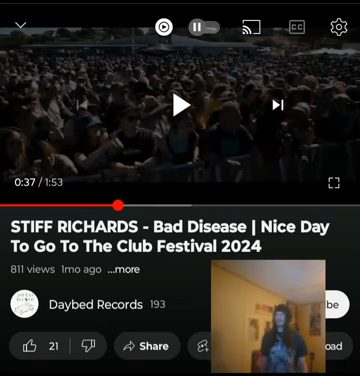 CC
0:37 / 1:53
STIFF RICHARDS - Bad Disease | Nice Day
To Go To The Club Festival 2024
811 views 1mo ago ...more
Daybed Records 193
be
21 Share oad